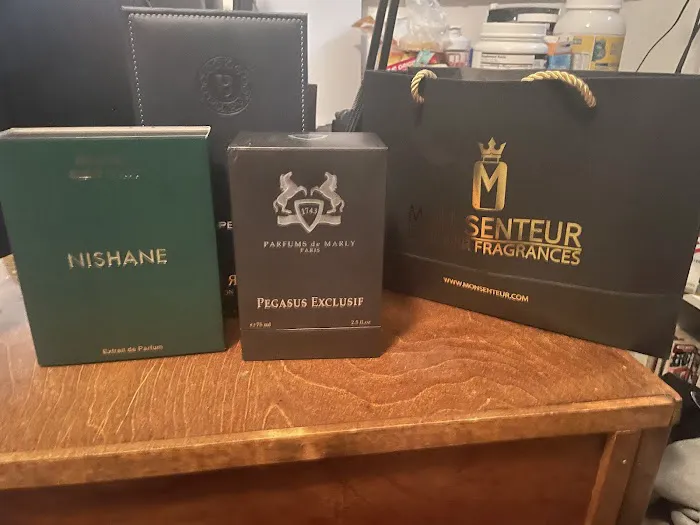 NISHANE
Extrait de Parfum
1743
PARFUMS de MARLY
PARIS
PEGASUS EXCLUSIF
℮75 ml 2.5 fl.oz
M
SENTEUR
FRAGRANCES
WWW.MONSENTEUR.COM